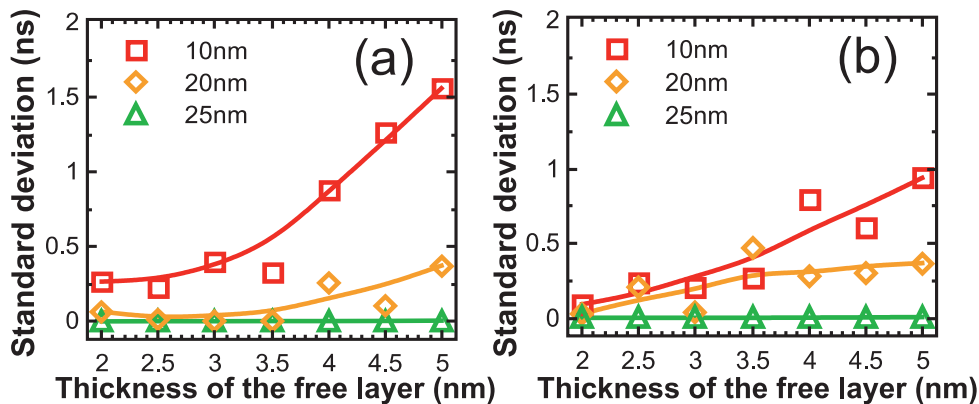 Standard deviation (ns)
2
1.5
1
0.5
0
10nm
20nm
25nm
(a)
2 2.5 3 3.5 4 4.5 5
Thickness of the free layer (nm)
Standard deviation (ns)
2
1.5
1
0.5
0
10nm
20nm
25nm
(b)
2 2.5 3 3.5 4 4.5 5
Thickness of the free layer (nm)